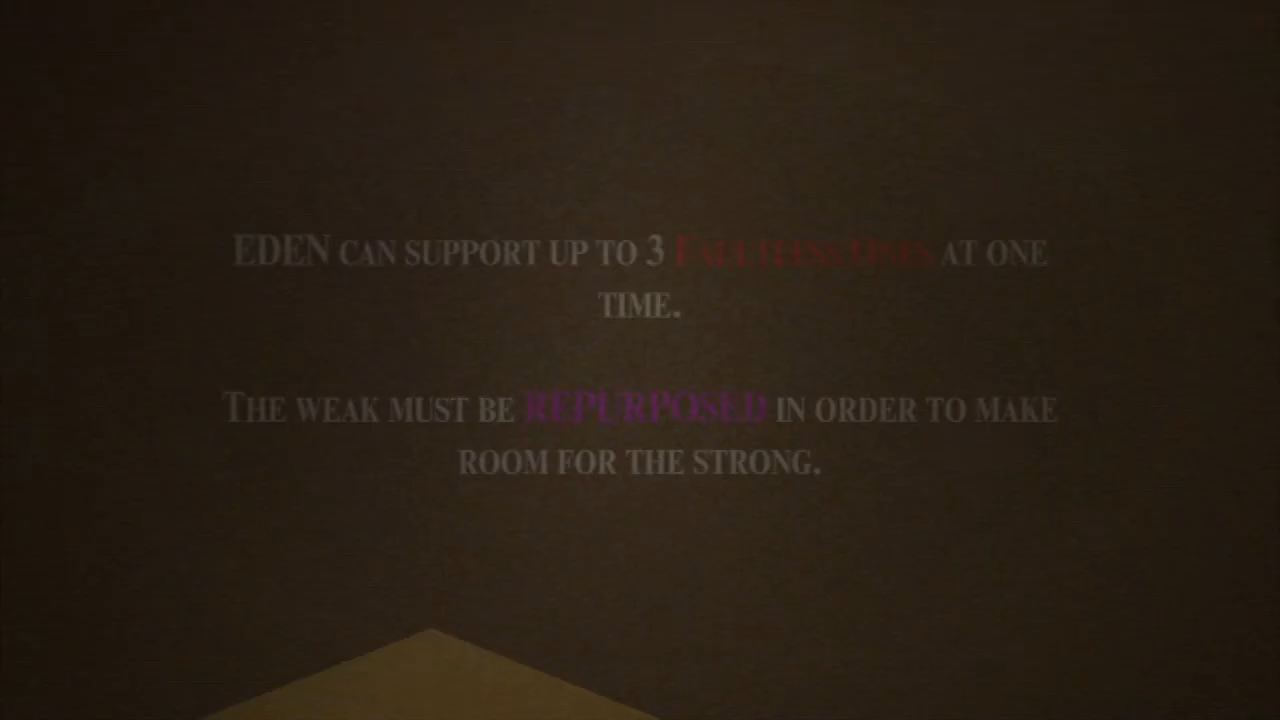 EDEN CAN SUPPORT UP TO 3 FAULTLESS ONES AT ONE
TIME.
THE WEAK MUST BE REPURPOSED IN ORDER TO MAKE
ROOM FOR THE STRONG.